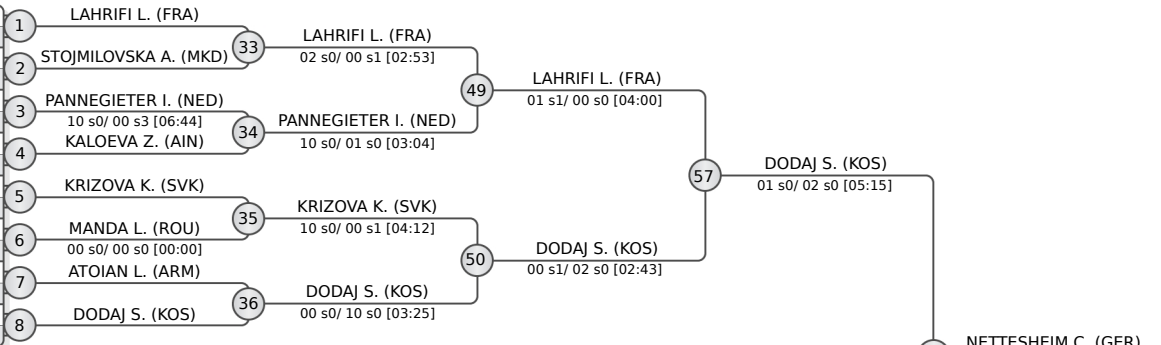 1
LAHRIFI L. (FRA)
2
STOJMILOVSKA A. (MKD)
3
PANNEGIETER I. (NED)
10 s0/ 00 s3 [06:44]
4
KALOEVA Z. (AIN)
5
KRIZOVA K. (SVK)
6
MANDA L. (ROU)
00 s0/ 00 s0 [00:00]
7
ATOIAN L. (ARM)
8
DODAJ S. (KOS)
33
LAHRIFI L. (FRA)
02 s0/ 00 s1 [02:53]
34
PANNEGIETER I. (NED)
10 s0/ 01 s0 [03:04]
35
KRIZOVA K. (SVK)
10 s0/ 00 s1 [04:12]
36
DODAJ S. (KOS)
00 s0/ 10 s0 [03:25]
49
LAHRIFI L. (FRA)
01 s1/ 00 s0 [04:00]
50
DODAJ S. (KOS)
00 s1/ 02 s0 [02:43]
57
DODAJ S. (KOS)
01 s0/ 02 s0 [05:15]
NETTESHEIM C. (GER)